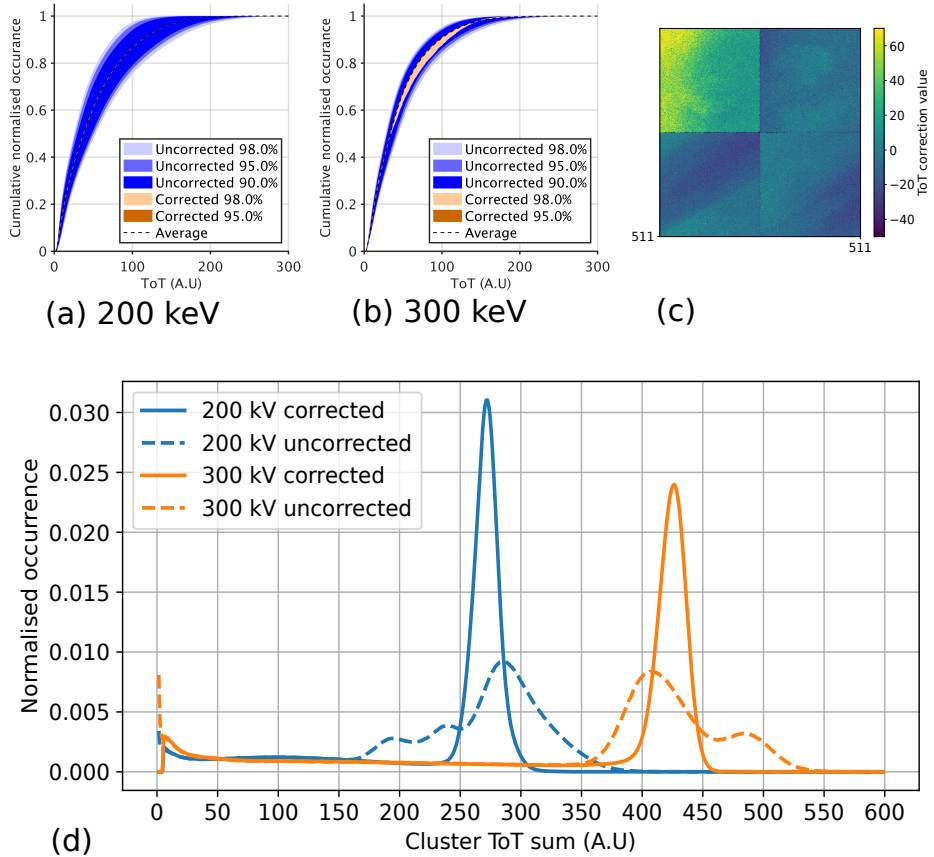 Cumulative normalised occurrance
1
0.8
0.6
0.4
0.2
0
0
100
200
300
ToT (A.U)
Uncorrected 98.0%
Uncorrected 95.0%
Uncorrected 90.0%
Corrected 98.0%
Corrected 95.0%
Average
(a) 200 keV
Cumulative normalised occurrance
1
0.8
0.6
0.4
0.2
0
0
100
200
300
ToT (A.U)
Uncorrected 98.0%
Uncorrected 95.0%
Uncorrected 90.0%
Corrected 98.0%
Corrected 95.0%
Average
(b) 300 keV
511
511
60
40
20
0
−20
−40
ToT correction value
(c)
Normalised occurrence
0.030
0.025
0.020
0.015
0.010
0.005
0.000
200 kV corrected
200 kV uncorrected
300 kV corrected
300 kV uncorrected
0 50 100 150 200 250 300 350 400 450 500 550 600
Cluster ToT sum (A.U)
(d)